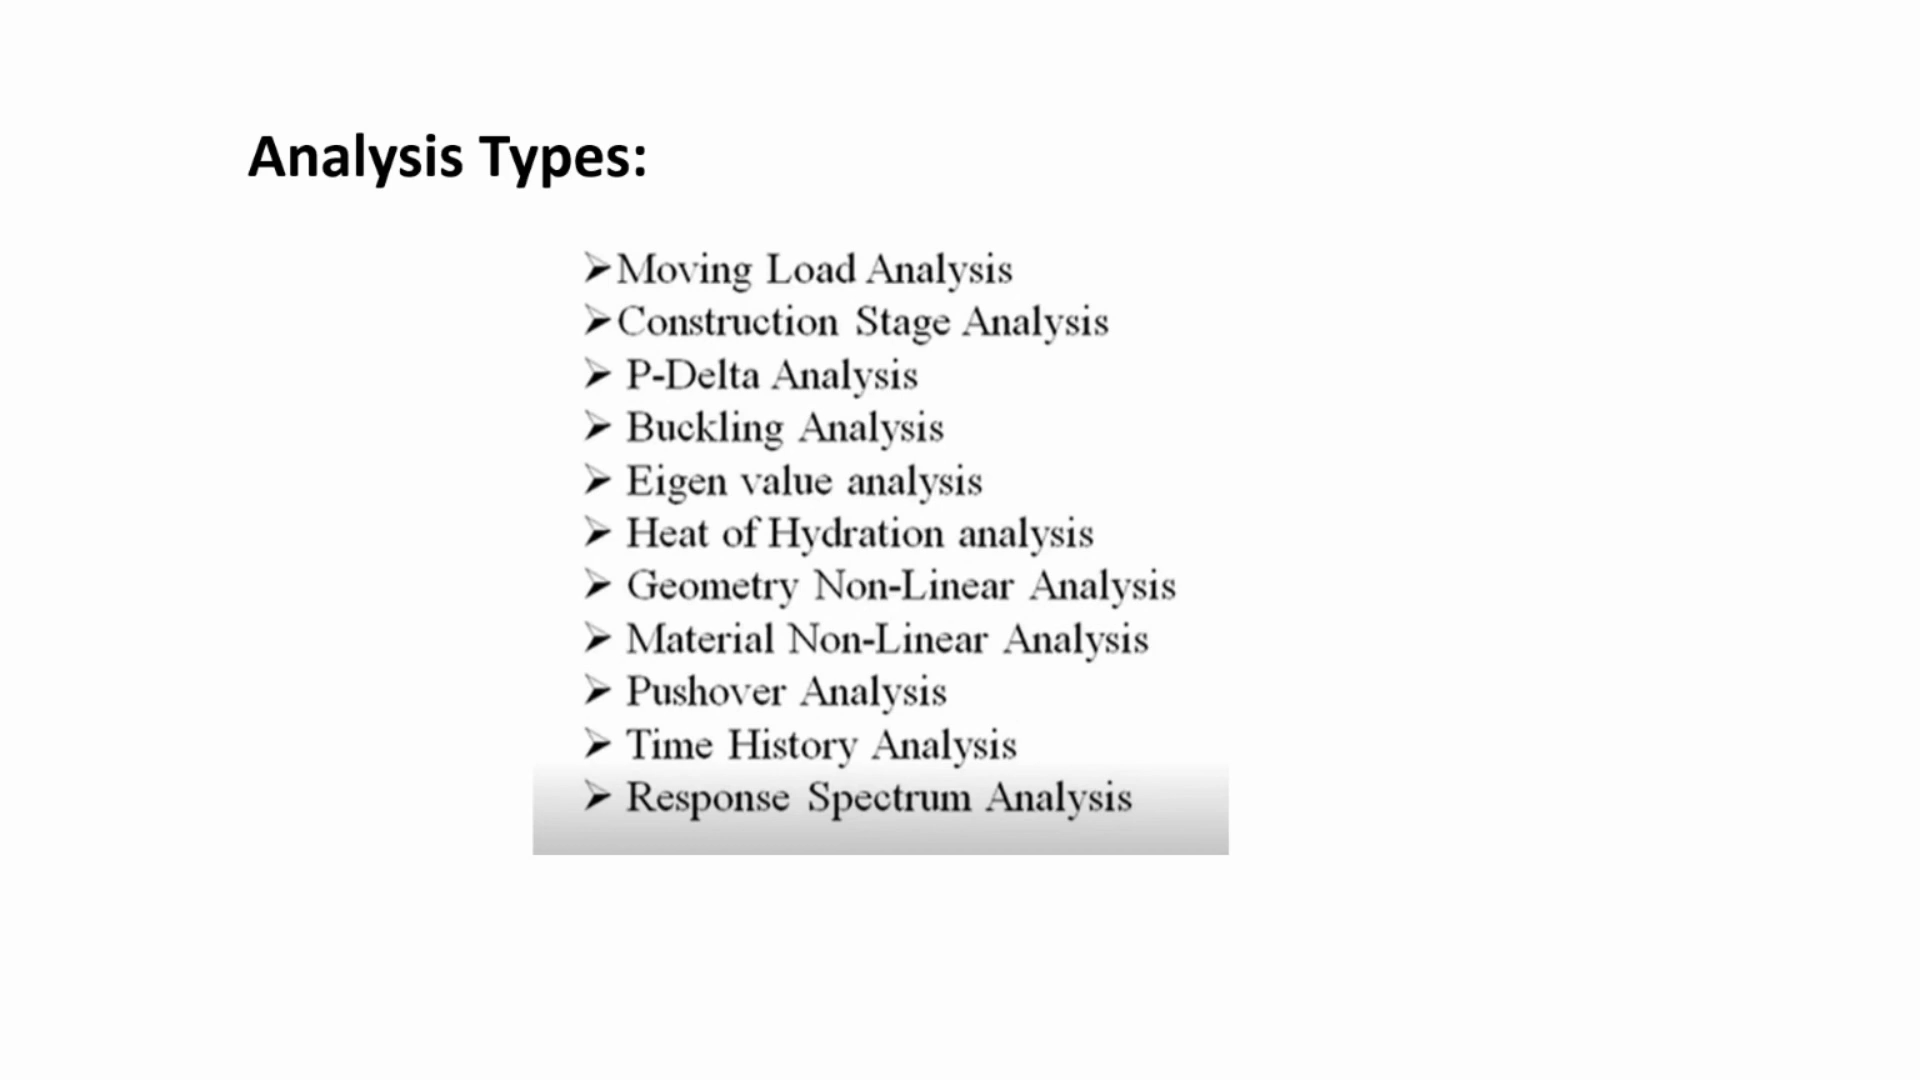 Analysis Types:
➢Moving Load Analysis
➢Construction Stage Analysis
➢ P-Delta Analysis
➢ Buckling Analysis
➢ Eigen value analysis
➢ Heat of Hydration analysis
➢ Geometry Non-Linear Analysis
➢ Material Non-Linear Analysis
➢ Pushover Analysis
➢ Time History Analysis
➢ Response Spectrum Analysis